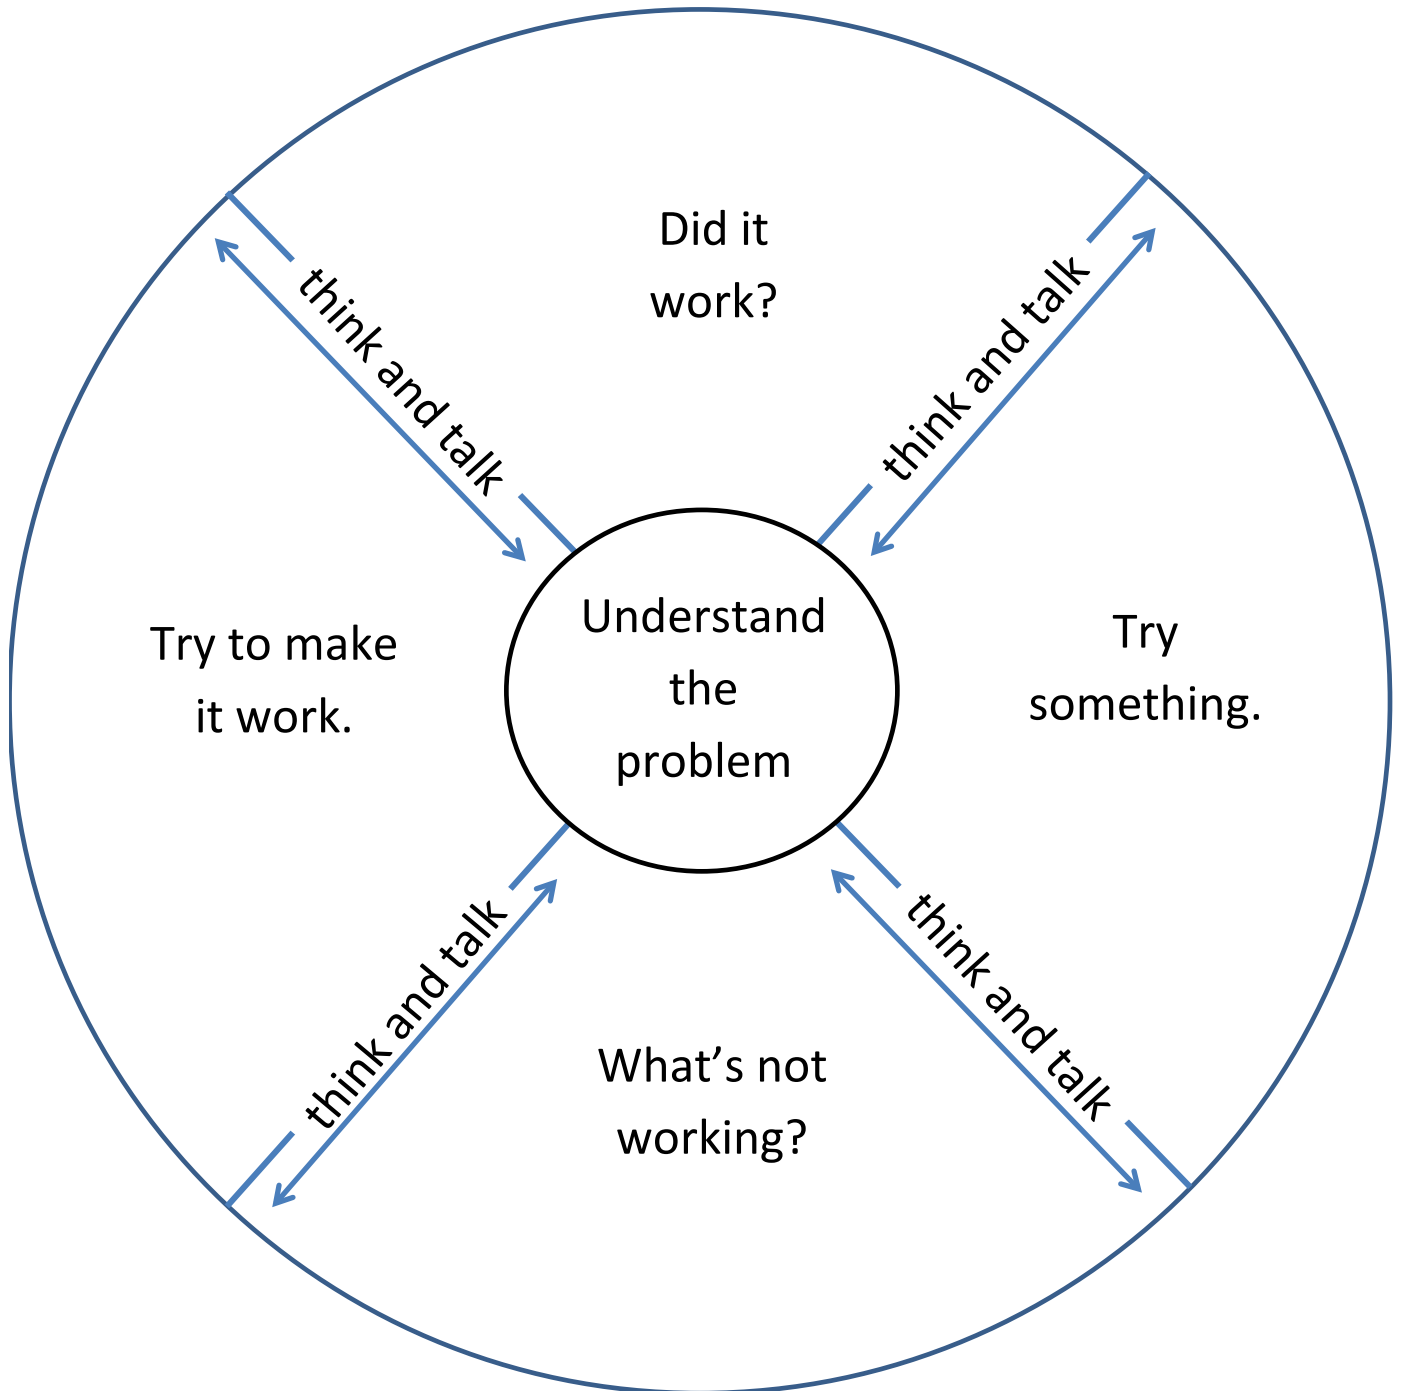 Did it
work?
think and talk
think and talk
Understand
the
problem
Try to make
it work.
Try
something.
think and talk
think and talk
What’s not
working?